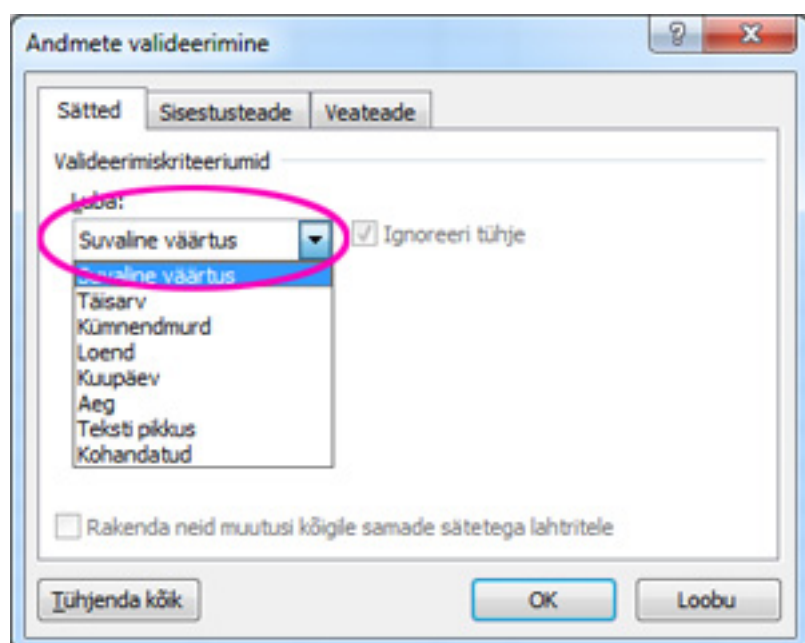 Andmete valideerimine
Sätted Sisestusteade Veateade
Valideerimiskriteeriumid
Luba:
Suvaline väärtus
Ignoreeri tühje
Suvaline väärtus
Täisarv
Kümnendmurd
Loend
Kuupäev
Aeg
Teksti pikkus
Kohandatud
Rakenda neid muutusi kõigile samade sätetega lahtritele
Tühjenda kõik OK Loobu